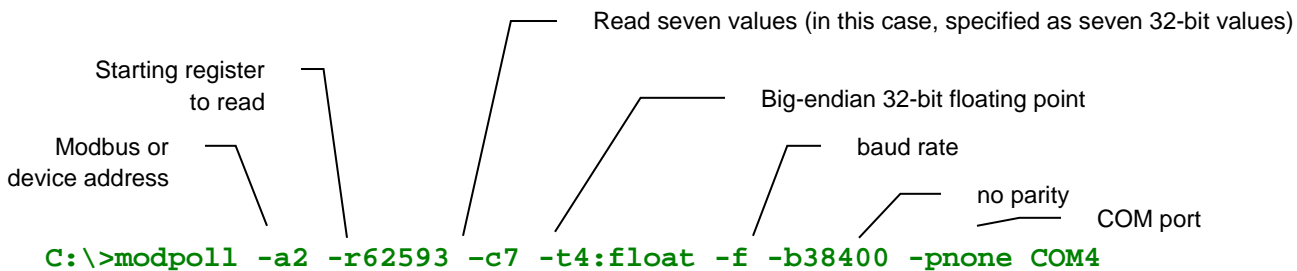 Read seven values (in this case, specified as seven 32-bit values)
Starting register
to read
Big-endian 32-bit floating point
Modbus or
device address
baud rate
no parity
COM port
C:\>modpoll -a2 -r62593 –c7 -t4:float -f -b38400 -pnone COM4